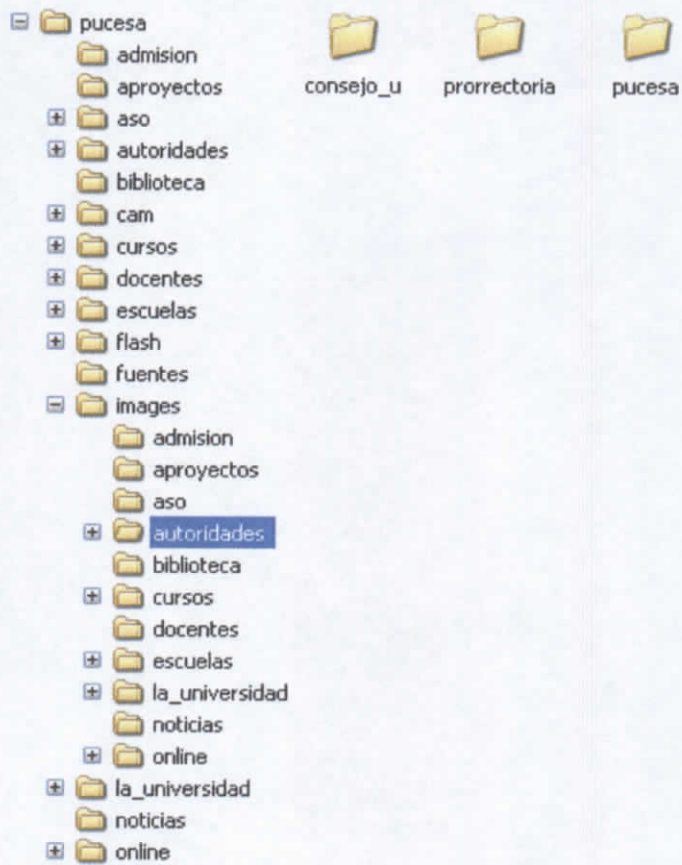 pucesa
admision
aproyectos
aso
autoridades
biblioteca
cam
cursos
docentes
escuelas
flash
fuentes
images
admision
aproyectos
aso
autoridades
biblioteca
cursos
docentes
escuelas
la_universidad
noticias
online
la_universidad
noticias
online
consejo_u prorrectoria pucesa